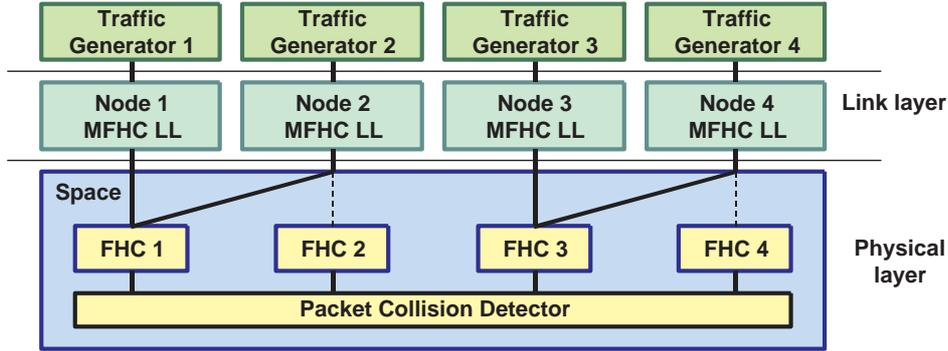 Traffic
Generator 1
Traffic
Generator 2
Traffic
Generator 3
Traffic
Generator 4
Node 1
MFHC LL
Node 2
MFHC LL
Node 3
MFHC LL
Node 4
MFHC LL
Link layer
Space
FHC 1
FHC 2
FHC 3
FHC 4
Physical
layer
Packet Collision Detector